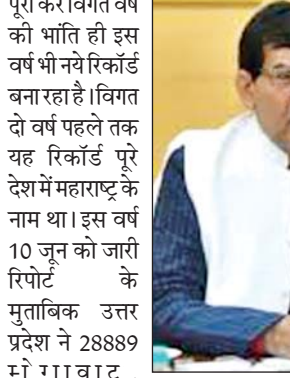 पूरा कर विगत वर्ष
की भांति ही इस
वर्ष भी नये रिकॉर्ड
बना रहा है।विगत
दो वर्ष पहले तक
यह रिकॉर्ड पूरे
देश में महाराष्ट्र के
नाम था। इस वर्ष
10 जून को जारी
रिपोर्ट के
मुताबिक उत्तर
प्रदेश ने 28889